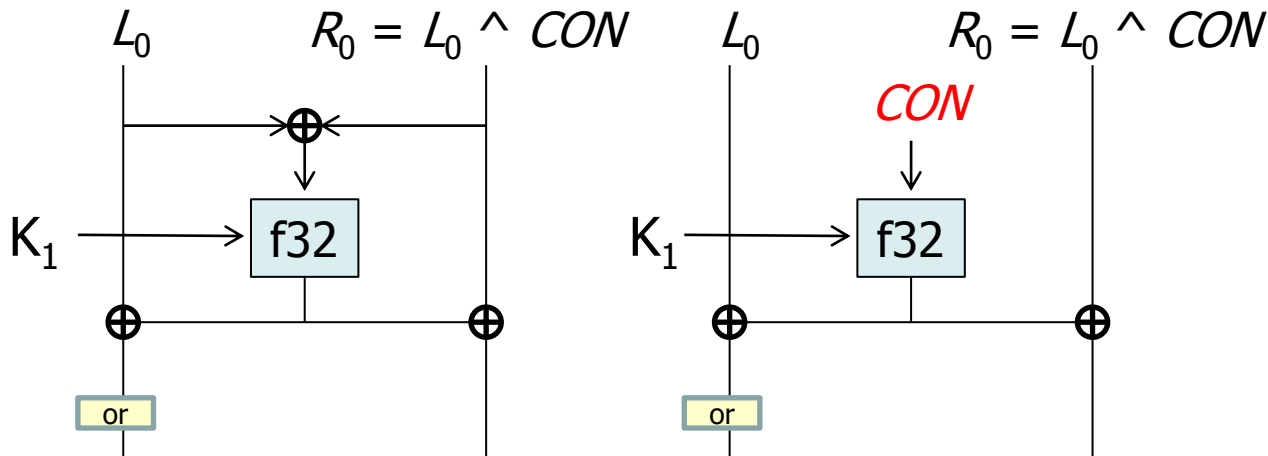 L₀ R₀ = L₀ ^ CON L₀ R₀ = L₀ ^ CON
CON
K₁ f32 K₁ f32
or or